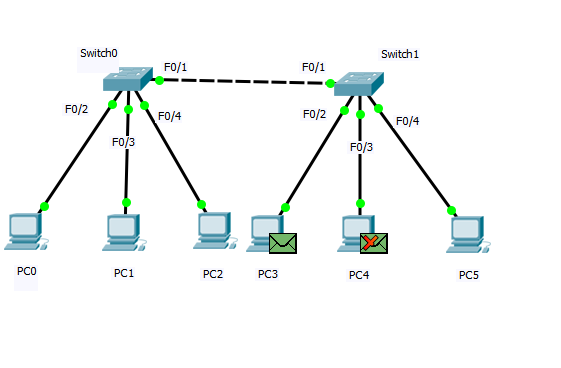 Switch0
Switch1
F0/1
F0/1
F0/2
F0/4
F0/2
F0/4
F0/3
F0/3
PC0
PC1
PC2
PC3
PC4
PC5